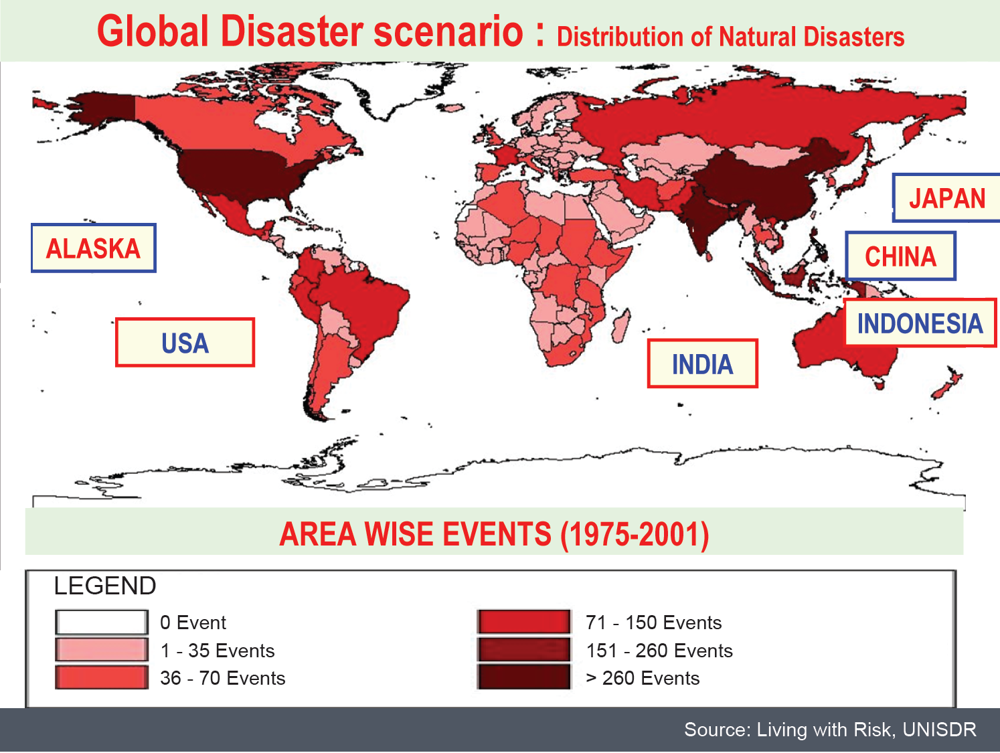 Global Disaster scenario : Distribution of Natural Disasters
JAPAN
ALASKA
CHINA
INDONESIA
USA
INDIA
AREA WISE EVENTS (1975-2001)
LEGEND
0 Event
1 - 35 Events
36 - 70 Events
71 - 150 Events
151 - 260 Events
> 260 Events
Source: Living with Risk, UNISDR